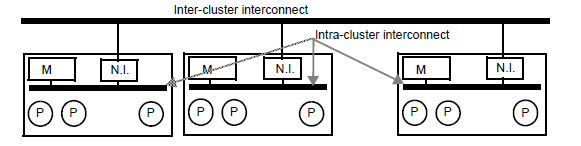 Inter-cluster interconnect
Intra-cluster interconnect
M N.I. M N.I. M N.I.
P P P P P P P P P